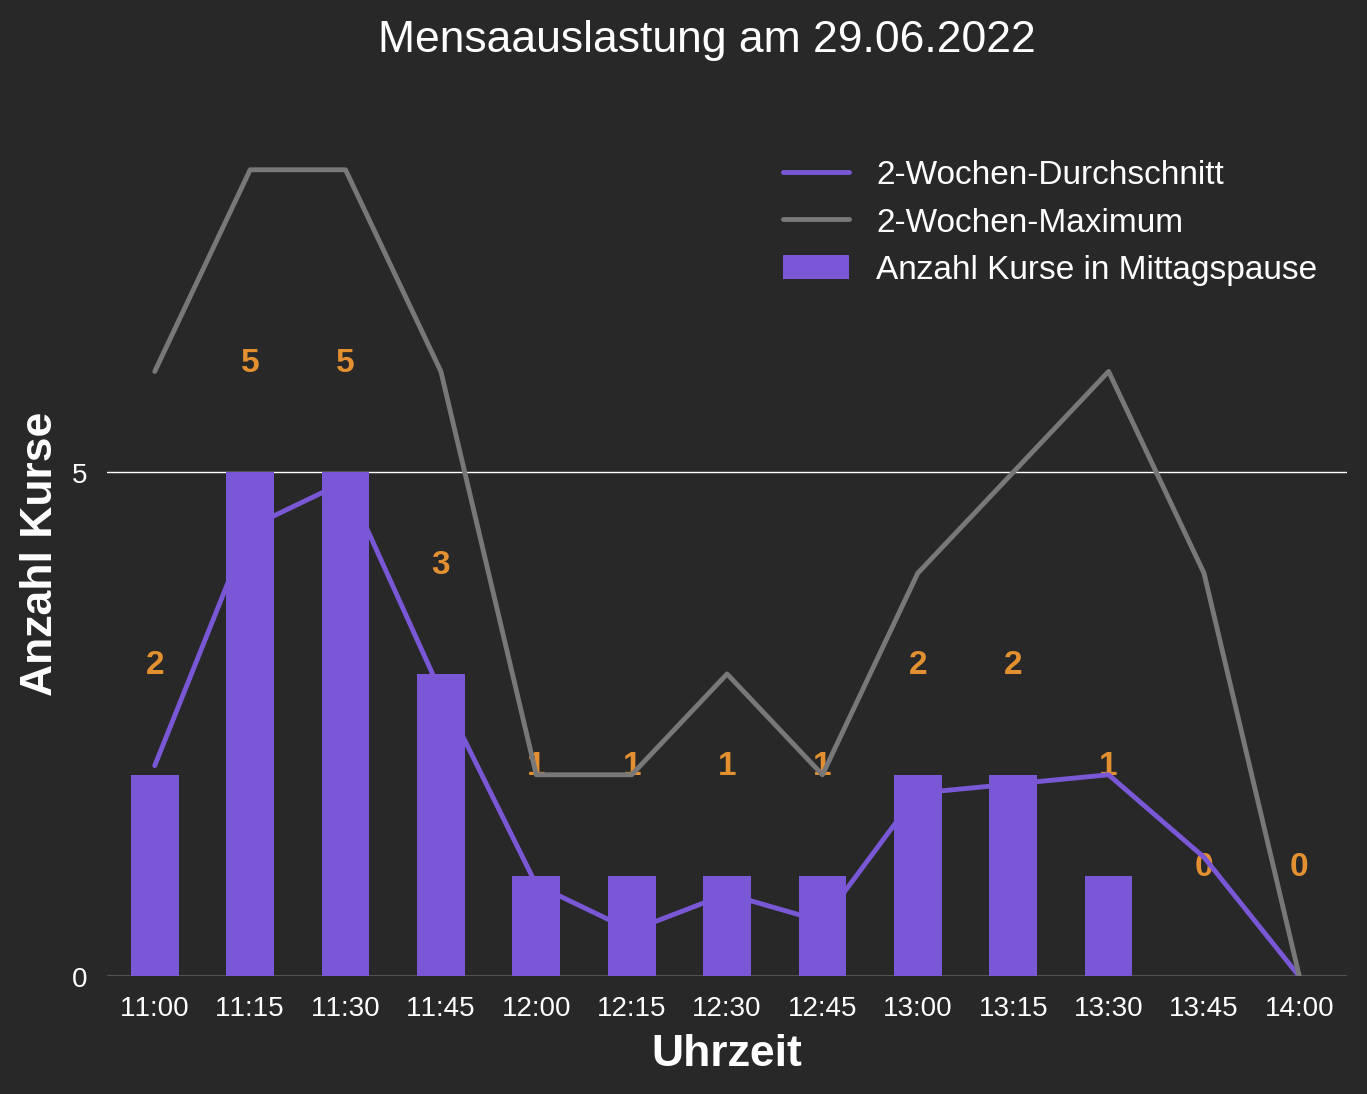 Mensaauslastung am 29.06.2022
2-Wochen-Durchschnitt
2-Wochen-Maximum
Anzahl Kurse in Mittagspause
Anzahl Kurse
5
0
2
5
5
3
1
1
1
1
2
2
1
0
0
11:00 11:15 11:30 11:45 12:00 12:15 12:30 12:45 13:00 13:15 13:30 13:45 14:00
Uhrzeit